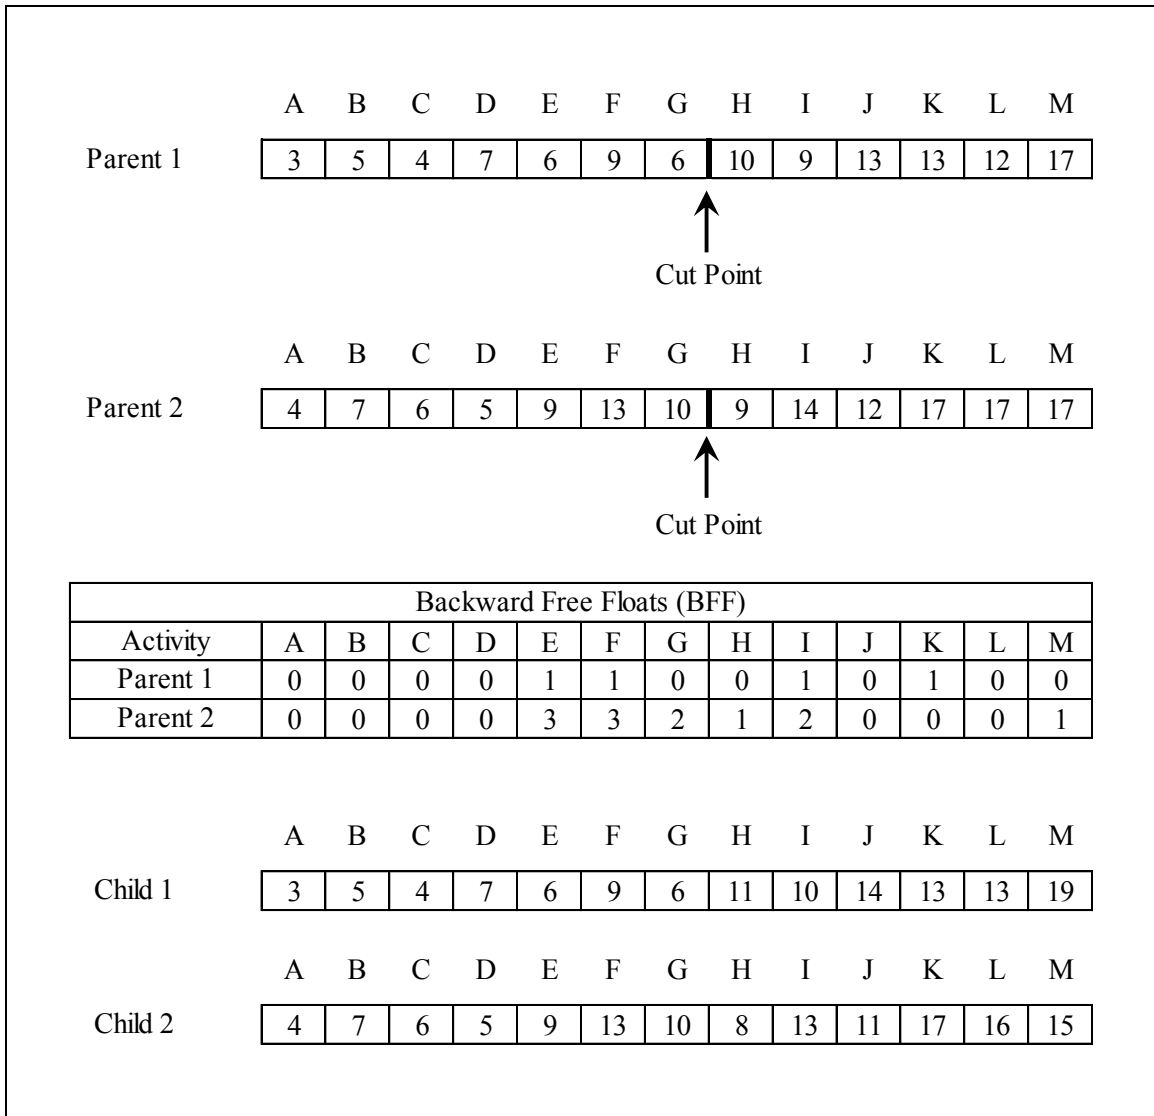 A B C D E F G H I J K L M
Parent 1 3 5 4 7 6 9 6 10 9 13 13 12 17
Cut Point
A B C D E F G H I J K L M
Parent 2 4 7 6 5 9 13 10 9 14 12 17 17 17
Cut Point
Backward Free Floats (BFF)
Activity A B C D E F G H I J K L M
Parent 1 0 0 0 0 1 1 0 0 1 0 1 0 0
Parent 2 0 0 0 0 3 3 2 1 2 0 0 0 1
A B C D E F G H I J K L M
Child 1 3 5 4 7 6 9 6 11 10 14 13 13 19
A B C D E F G H I J K L M
Child 2 4 7 6 5 9 13 10 8 13 11 17 16 15